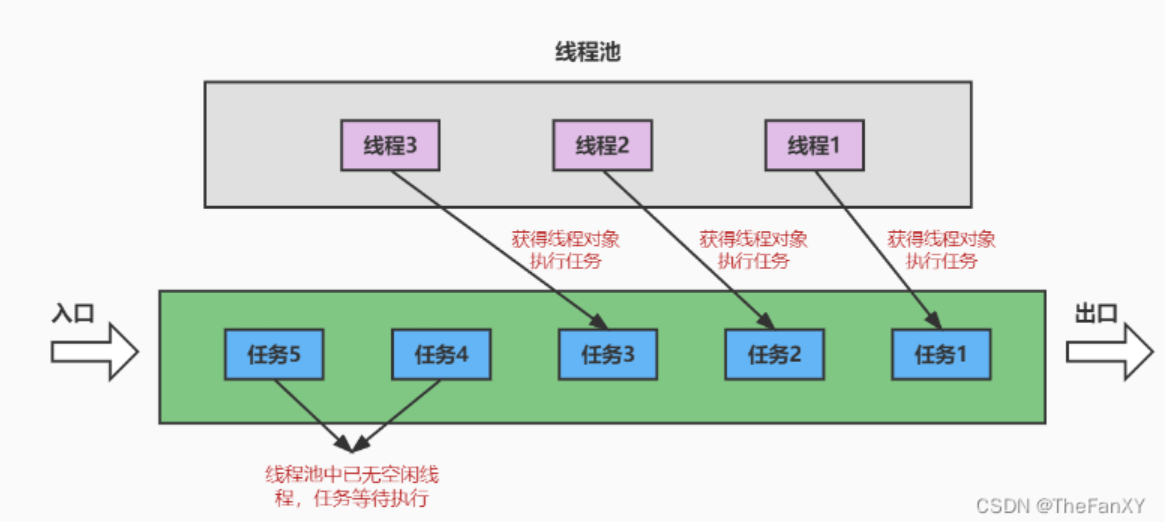 线程池
线程3
线程2
线程1
获得线程对象
执行任务
获得线程对象
执行任务
获得线程对象
执行任务
入口
出口
任务5
任务4
任务3
任务2
任务1
线程池中已无空闲线
程，任务等待执行
CSDN @TheFanXY